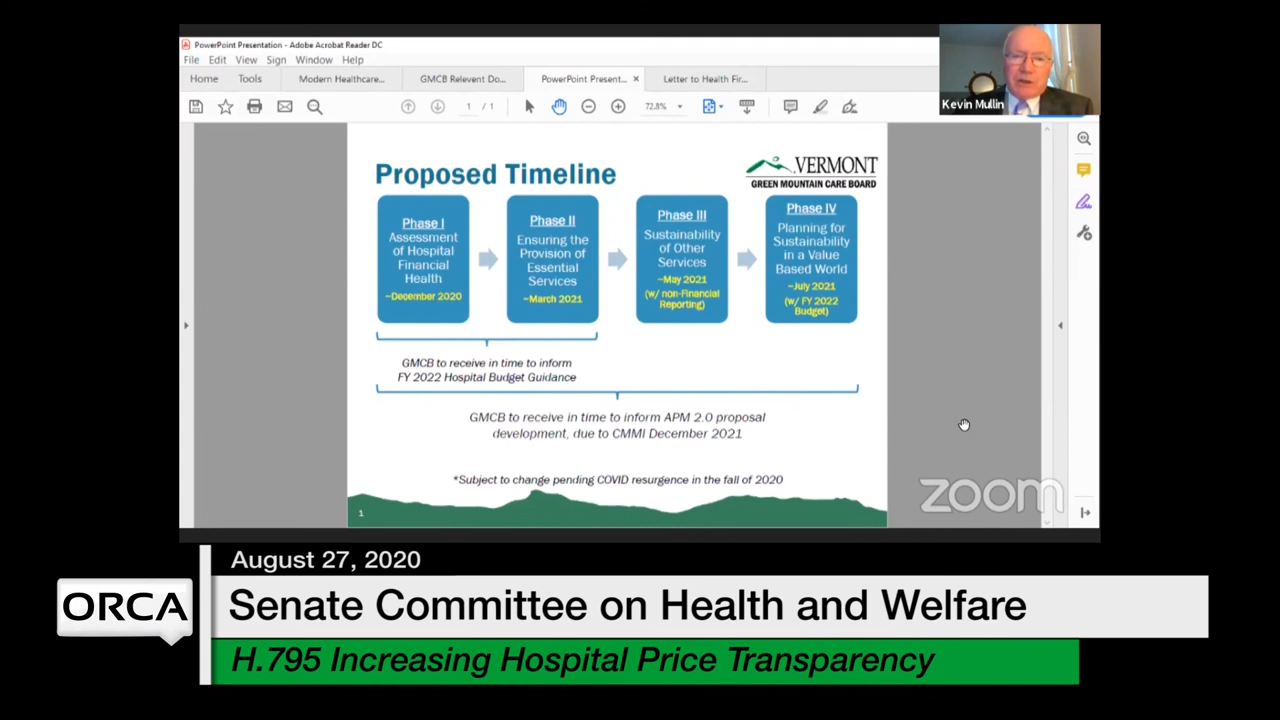 PowerPoint Presentation - Adobe Acrobat Reader DC
File Edit View Sign Window Help
Home Tools Modern Healthcare... GMCB Relevent Do... PowerPoint Present... × Letter to Health Fir...
1 / 1 72.8%
Kevin Mullin
Proposed Timeline
VERMONT
GREEN MOUNTAIN CARE BOARD
Phase I
Assessment
of Hospital
Financial
Health
~December 2020
Phase II
Ensuring the
Provision of
Essential
Services
~March 2021
Phase III
Sustainability
of Other
Services
~May 2021
(w/ non-Financial
Reporting)
Phase IV
Planning for
Sustainability
in a Value
Based World
~July 2021
(w/ FY 2022
Budget)
GMCB to receive in time to inform
FY 2022 Hospital Budget Guidance
GMCB to receive in time to inform APM 2.0 proposal
development, due to CMMI December 2021
*Subject to change pending COVID resurgence in the fall of 2020
1
zoom
August 27, 2020
ORCA
Senate Committee on Health and Welfare
H.795 Increasing Hospital Price Transparency